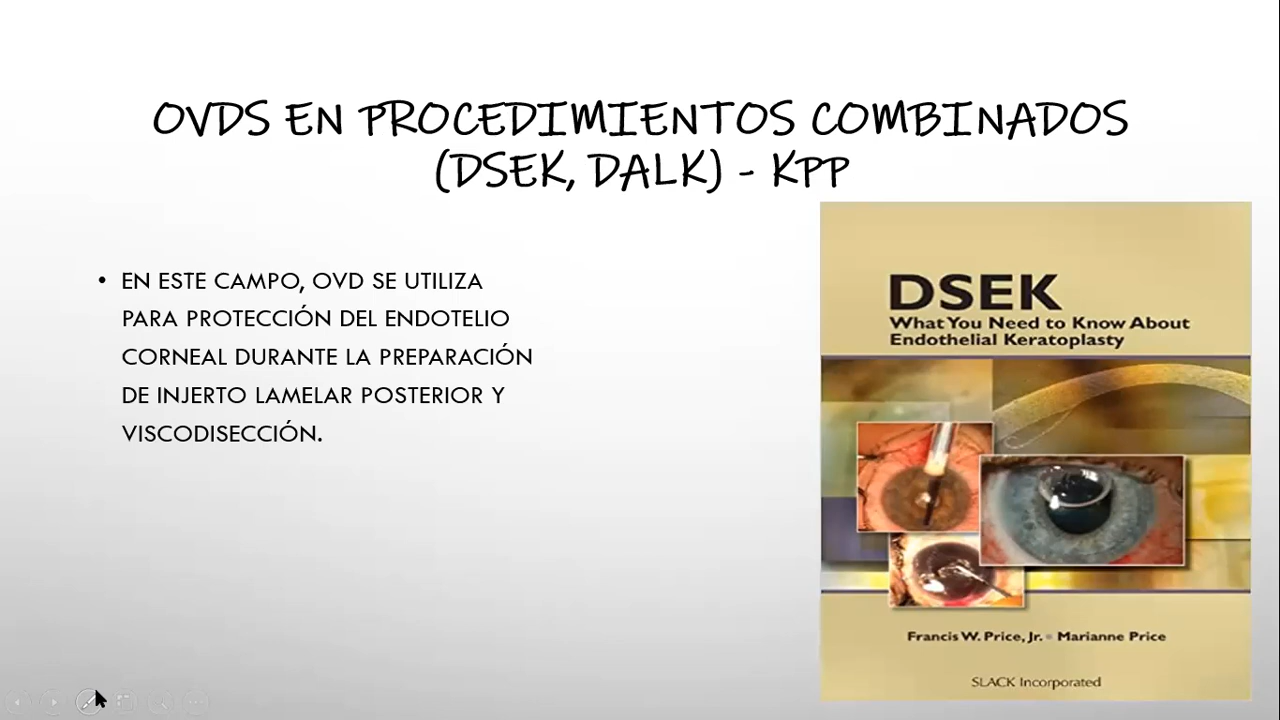 OVDS EN PROCEDIMIENTOS COMBINADOS
(DSEK, DALK) - KPP
• EN ESTE CAMPO, OVD SE UTILIZA
PARA PROTECCIÓN DEL ENDOTELIO
CORNEAL DURANTE LA PREPARACIÓN
DE INJERTO LAMELAR POSTERIOR Y
VISCODISECCIÓN.
DSEK
What You Need to Know About
Endothelial Keratoplasty
Francis W. Price, Jr. • Marianne Price
SLACK Incorporated